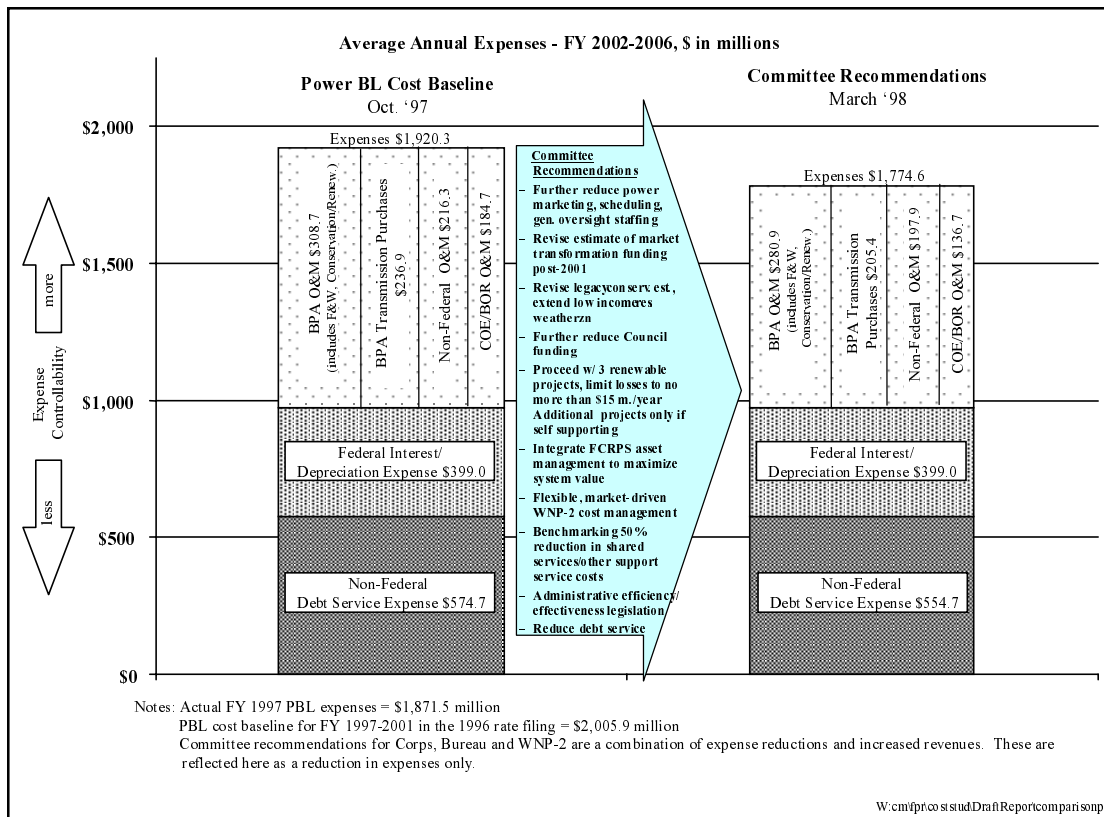 Average Annual Expenses - FY 2002-2006, $ in millions
Power BL Cost Baseline
Oct. ‘97
Committee Recommendations
March ‘98
$2,000
$1,500
$1,000
$500
$0
more
Expense
Controllability
less
Expenses $1,920.3
BPA O&M $308.7
(includes F&W, Conservation/Renew.)
BPA Transmission Purchases
$236.9
Non-Federal O&M $216.3
COE/BOR O&M $184.7
Federal Interest/
Depreciation Expense $399.0
Non-Federal
Debt Service Expense $574.7
Committee
Recommendations
– Further reduce power
marketing, scheduling,
gen. oversight staffing
– Revise estimate of market
transformation funding
post-2001
– Revise legacyconserv. est.,
extend low incomeres
weatherzn
– Further reduce Council
funding
– Proceed w/ 3 renewable
projects, limit losses to no
more than $15 m./year
Additional projects only if
self supporting
– Integrate FCRPS asset
management to maximize
system value
– Flexible, market-driven
WNP-2 cost management
– Benchmarking 50%
reduction in shared
services/other support
service costs
– Administrative efficiency/
effectiveness legislation
– Reduce debt service
Expenses $1,774.6
BPA O&M $280.9
(includes F&W,
Conservation/Renew.)
BPA Transmission
Purchases $205.4
Non-Federal O&M $197.9
COE/BOR O&M $136.7
Federal Interest/
Depreciation Expense $399.0
Non-Federal
Debt Service Expense $554.7
Notes: Actual FY 1997 PBL expenses = $1,871.5 million
PBL cost baseline for FY 1997-2001 in the 1996 rate filing = $2,005.9 million
Committee recommendations for Corps, Bureau and WNP-2 are a combination of expense reductions and increased revenues. These are
reflected here as a reduction in expenses only.
W:cm\fpr\coststud\DraftReport\comparisonp